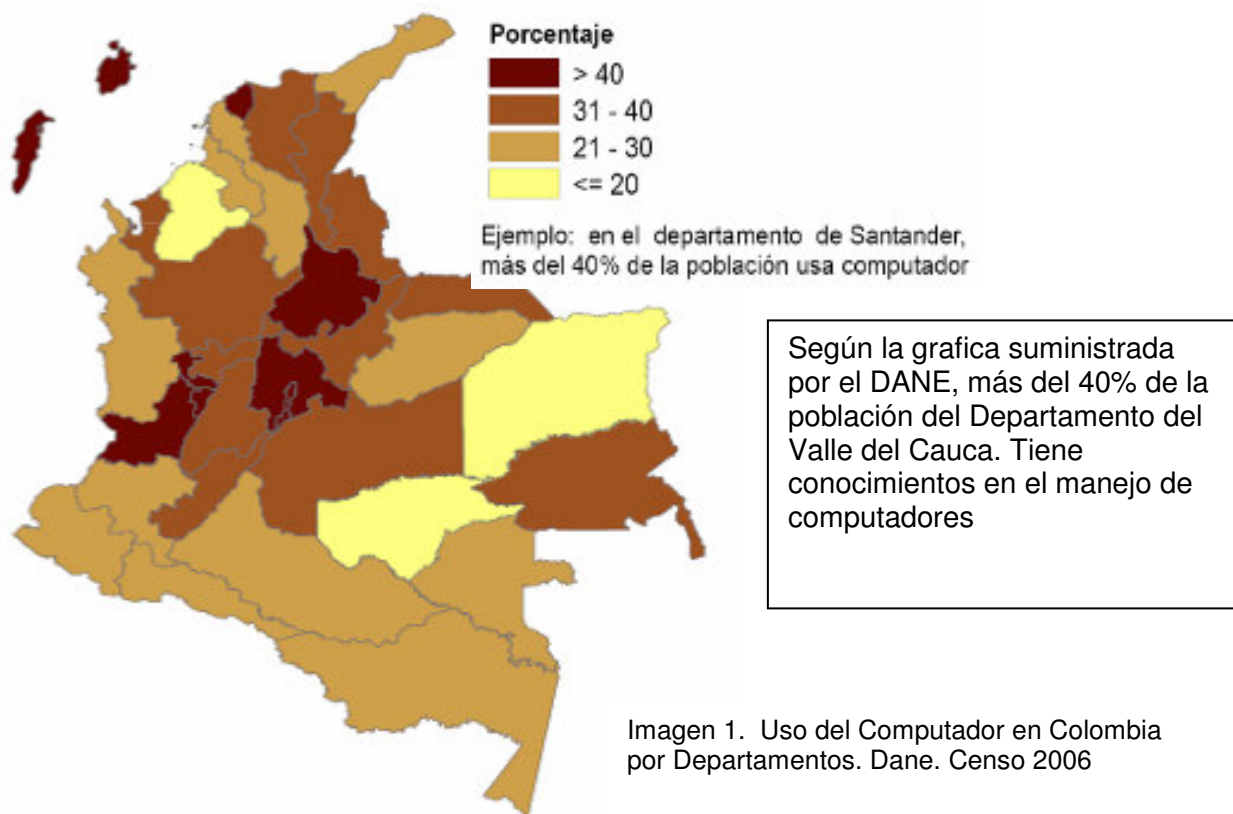 Porcentaje
> 40
31 - 40
21 - 30
<= 20
Ejemplo: en el departamento de Santander,
más del 40% de la población usa computador
Según la grafica suministrada
por el DANE, más del 40% de la
población del Departamento del
Valle del Cauca. Tiene
conocimientos en el manejo de
computadores
Imagen 1. Uso del Computador en Colombia
por Departamentos. Dane. Censo 2006